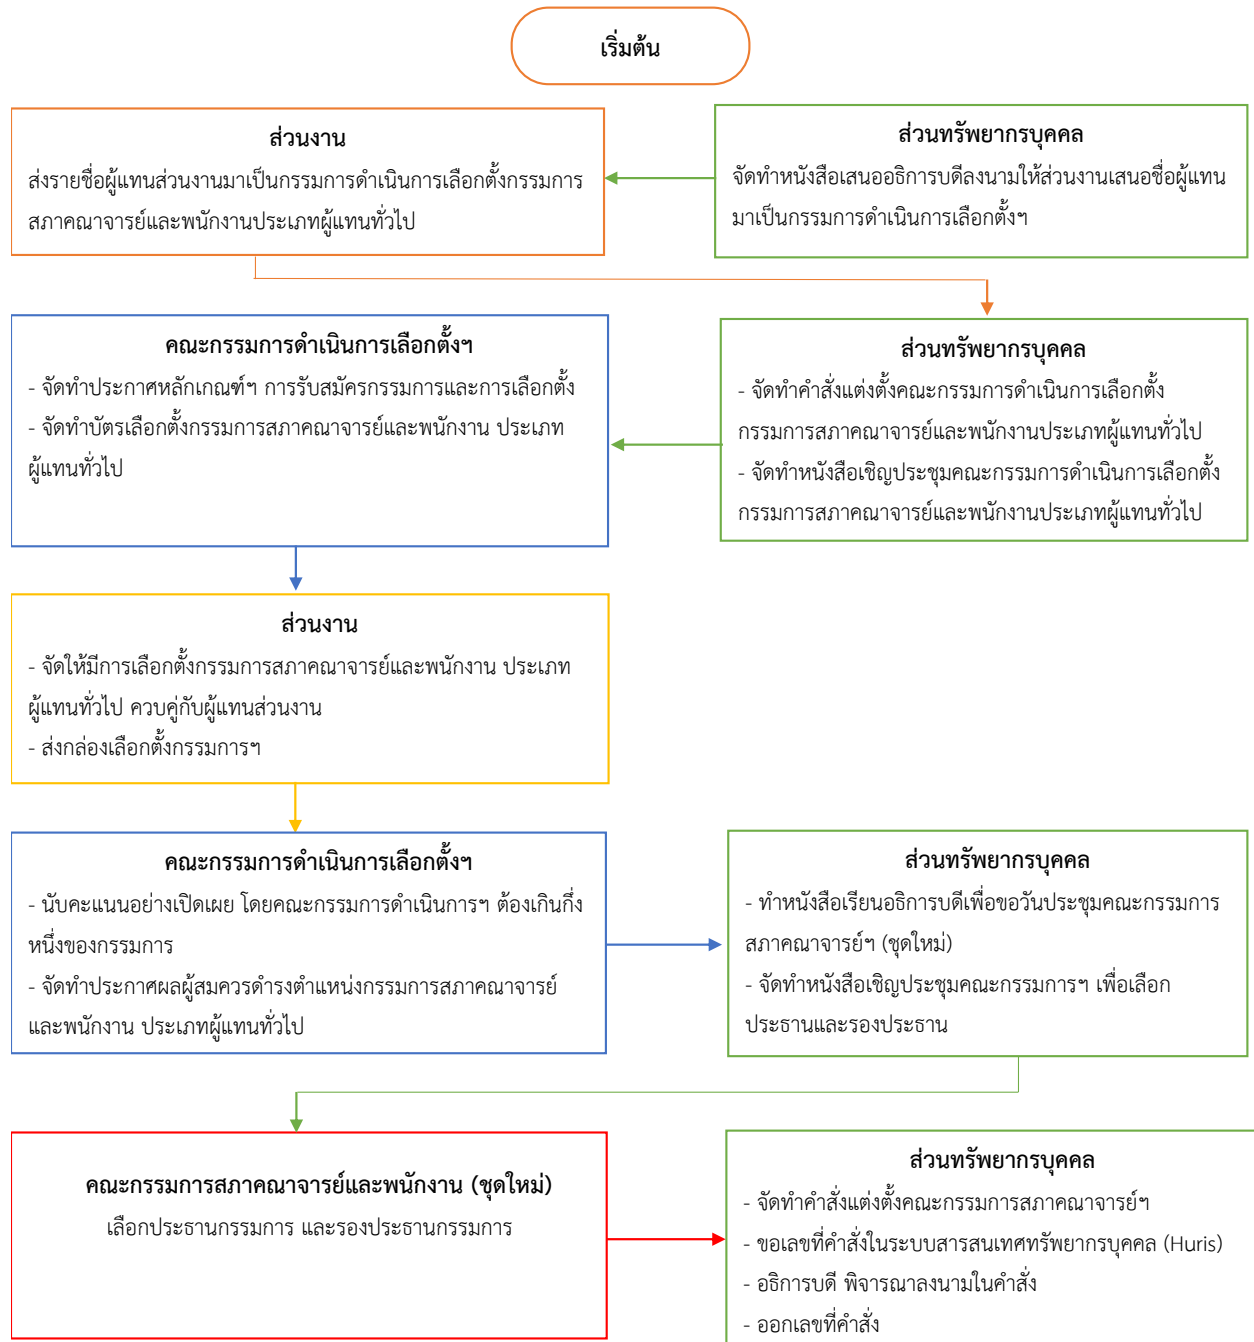 เริ่มต้น
ส่วนงาน
ส่งรายชื่อผู้แทนส่วนงานมาเป็นกรรมการดำเนินการเลือกตั้งกรรมการ
สภาคณาจารย์และพนักงานประเภทผู้แทนทั่วไป
ส่วนทรัพยากรบุคคล
จัดทำหนังสือเสนออธิการบดีลงนามให้ส่วนงานเสนอชื่อผู้แทน
มาเป็นกรรมการดำเนินการเลือกตั้งฯ
คณะกรรมการดำเนินการเลือกตั้งฯ
- จัดทำประกาศหลักเกณฑ์ฯ การรับสมัครกรรมการและการเลือกตั้ง
- จัดทำบัตรเลือกตั้งกรรมการสภาคณาจารย์และพนักงาน ประเภท
ผู้แทนทั่วไป
ส่วนทรัพยากรบุคคล
- จัดทำคำสั่งแต่งตั้งคณะกรรมการดำเนินการเลือกตั้ง
กรรมการสภาคณาจารย์และพนักงานประเภทผู้แทนทั่วไป
- จัดทำหนังสือเชิญประชุมคณะกรรมการดำเนินการเลือกตั้ง
กรรมการสภาคณาจารย์และพนักงานประเภทผู้แทนทั่วไป
ส่วนงาน
- จัดให้มีการเลือกตั้งกรรมการสภาคณาจารย์และพนักงาน ประเภท
ผู้แทนทั่วไป ควบคู่กับผู้แทนส่วนงาน
- ส่งกล่องเลือกตั้งกรรมการฯ
คณะกรรมการดำเนินการเลือกตั้งฯ
- นับคะแนนอย่างเปิดเผย โดยคณะกรรมการดำเนินการฯ ต้องเกินกึ่ง
หนึ่งของกรรมการ
- จัดทำประกาศผลผู้สมควรดำรงตำแหน่งกรรมการสภาคณาจารย์
และพนักงาน ประเภทผู้แทนทั่วไป
ส่วนทรัพยากรบุคคล
- ทำหนังสือเรียนอธิการบดีเพื่อขอวันประชุมคณะกรรมการ
สภาคณาจารย์ฯ (ชุดใหม่)
- จัดทำหนังสือเชิญประชุมคณะกรรมการฯ เพื่อเลือก
ประธานและรองประธาน
คณะกรรมการสภาคณาจารย์และพนักงาน (ชุดใหม่)
เลือกประธานกรรมการ และรองประธานกรรมการ
ส่วนทรัพยากรบุคคล
- จัดทำคำสั่งแต่งตั้งคณะกรรมการสภาคณาจารย์ฯ
- ขอเลขที่คำสั่งในระบบสารสนเทศทรัพยากรบุคคล (Huris)
- อธิการบดี พิจารณาลงนามในคำสั่ง
- ออกเลขที่คำสั่ง